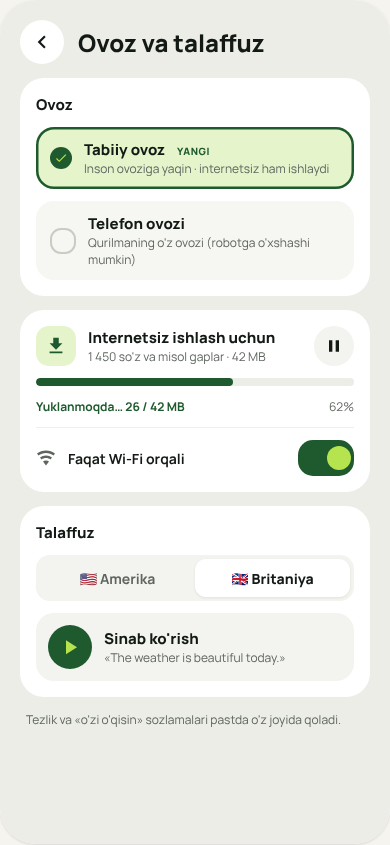 Ovoz va talaffuz
Ovoz
Tabiiy ovoz YANGI
Inson ovoziga yaqin · internetsiz ham ishlaydi
Telefon ovozi
Qurilmaning o'z ovozi (robotga o'xshashi
mumkin)
Internetsiz ishlash uchun
1 450 so'z va misol gaplar · 42 MB
Yuklanmoqda... 26 / 42 MB 62%
Faqat Wi-Fi orqali
Talaffuz
🇺🇸 Amerika 🇬🇧 Britaniya
Sinab ko'rish
«The weather is beautiful today.»
Tezlik va «o'zi o'qisin» sozlamalari pastda o'z joyida qoladi.